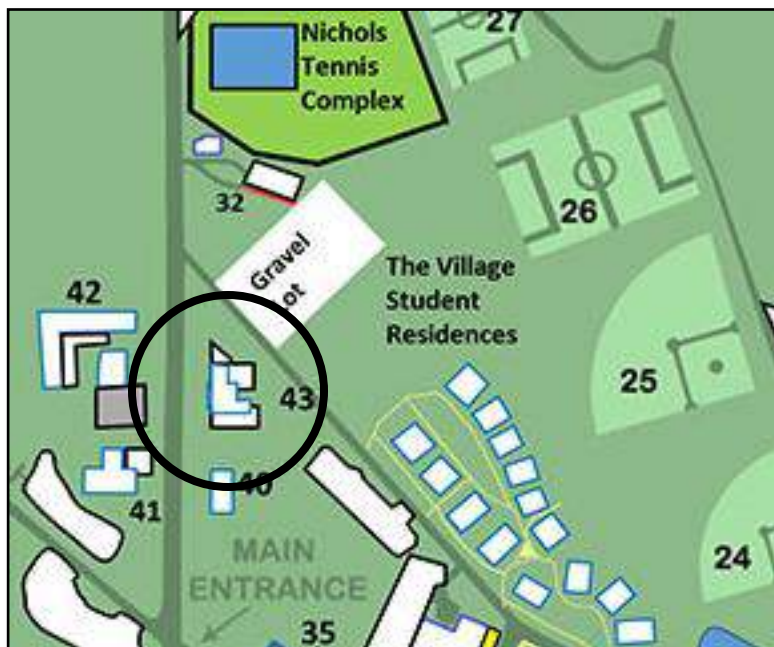 27
Nichols
Tennis
Complex
32
26
Gravel
Lot
The Village
Student
Residences
42
25
43
40
41
24
MAIN
ENTRANCE
35